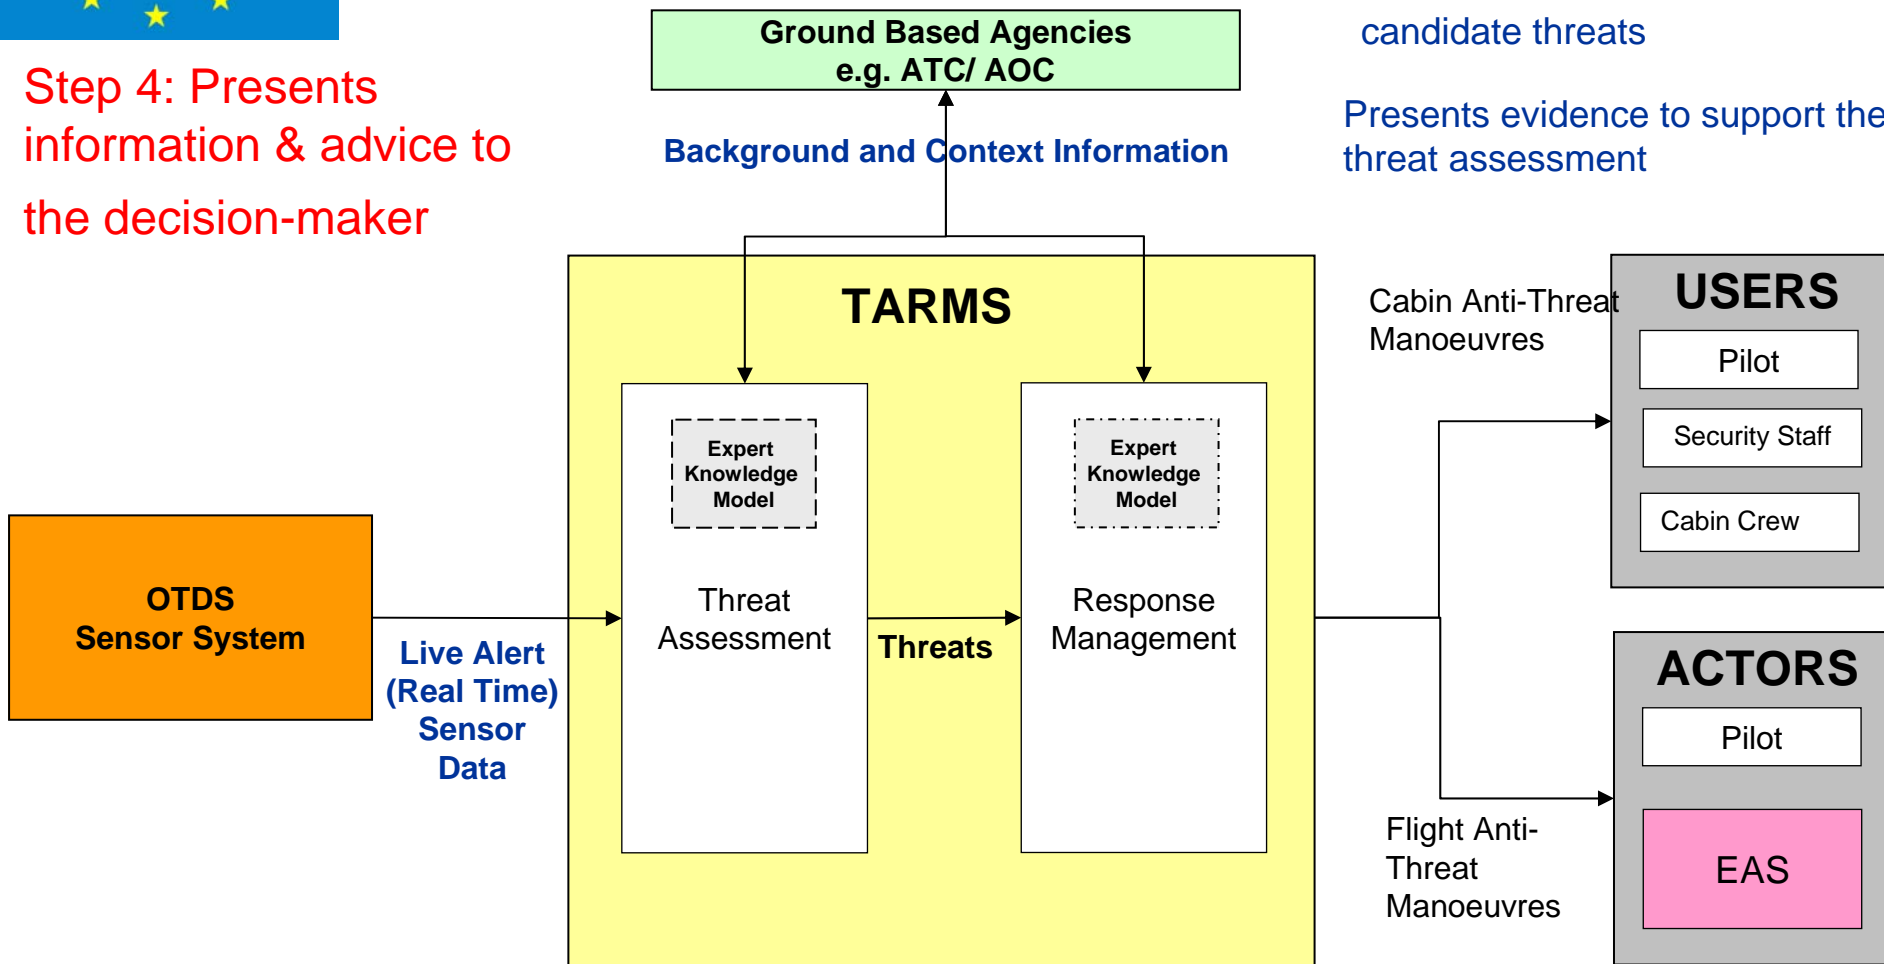 Step 4: Presents
information & advice to
the decision-maker
Ground Based Agencies
e.g. ATC/ AOC
Background and Context Information
candidate threats
Presents evidence to support the
threat assessment
TARMS
Expert
Knowledge
Model
Threat
Assessment
Threats
Expert
Knowledge
Model
Response
Management
OTDS
Sensor System
Live Alert
(Real Time)
Sensor
Data
Cabin Anti-Threat
Manoeuvres
USERS
Pilot
Security Staff
Cabin Crew
Flight Anti-
Threat
Manoeuvres
ACTORS
Pilot
EAS